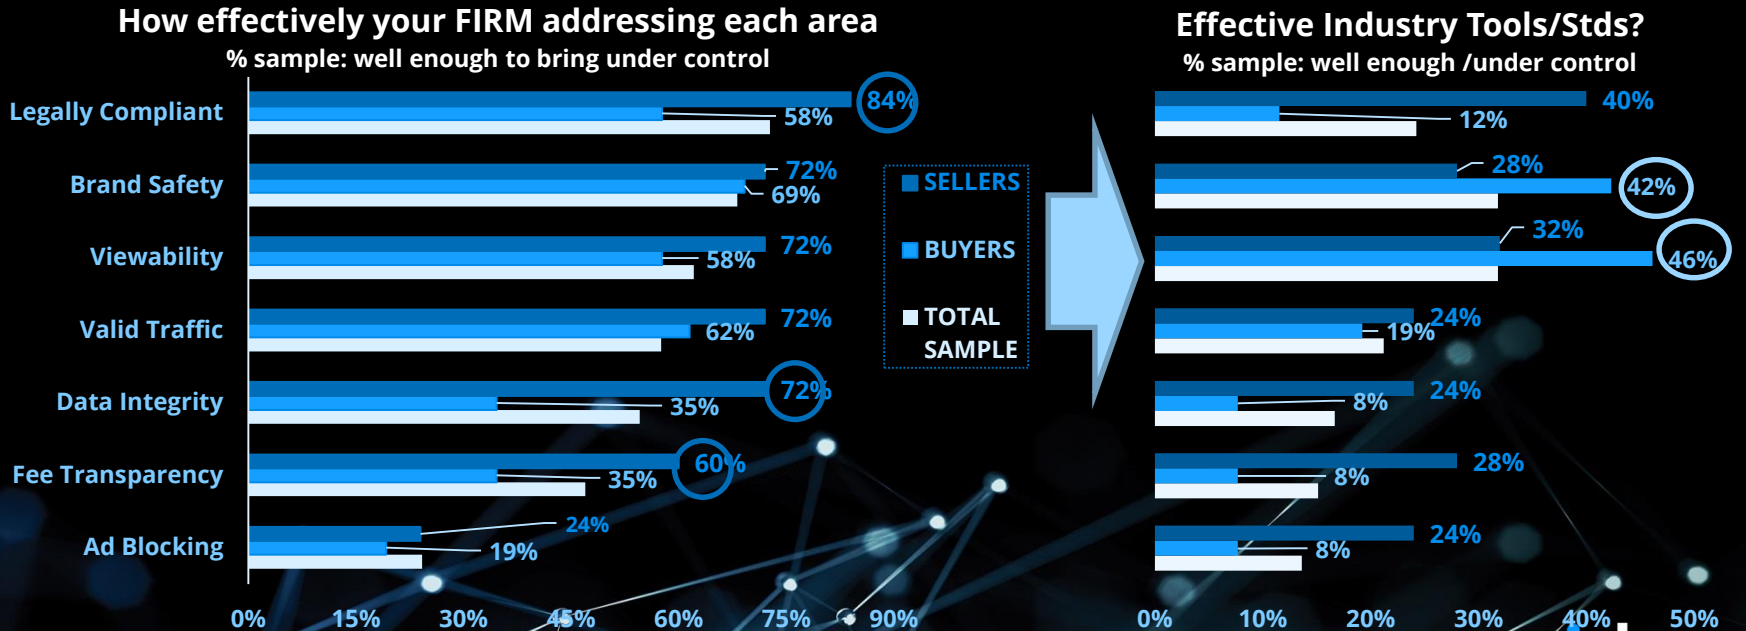 How effectively your FIRM addressing each area
% sample: well enough to bring under control
Legally Compliant
84%
58%
Brand Safety
72%
69%
Viewability
72%
58%
Valid Traffic
72%
62%
Data Integrity
72%
35%
Fee Transparency
60%
35%
Ad Blocking
24%
19%
0% 15% 30% 45% 60% 75% 90%
SELLERS
BUYERS
TOTAL
SAMPLE
Effective Industry Tools/Stds?
% sample: well enough /under control
40%
12%
28%
42%
32%
46%
24%
19%
24%
8%
28%
8%
24%
8%
0% 10% 20% 30% 40% 50%